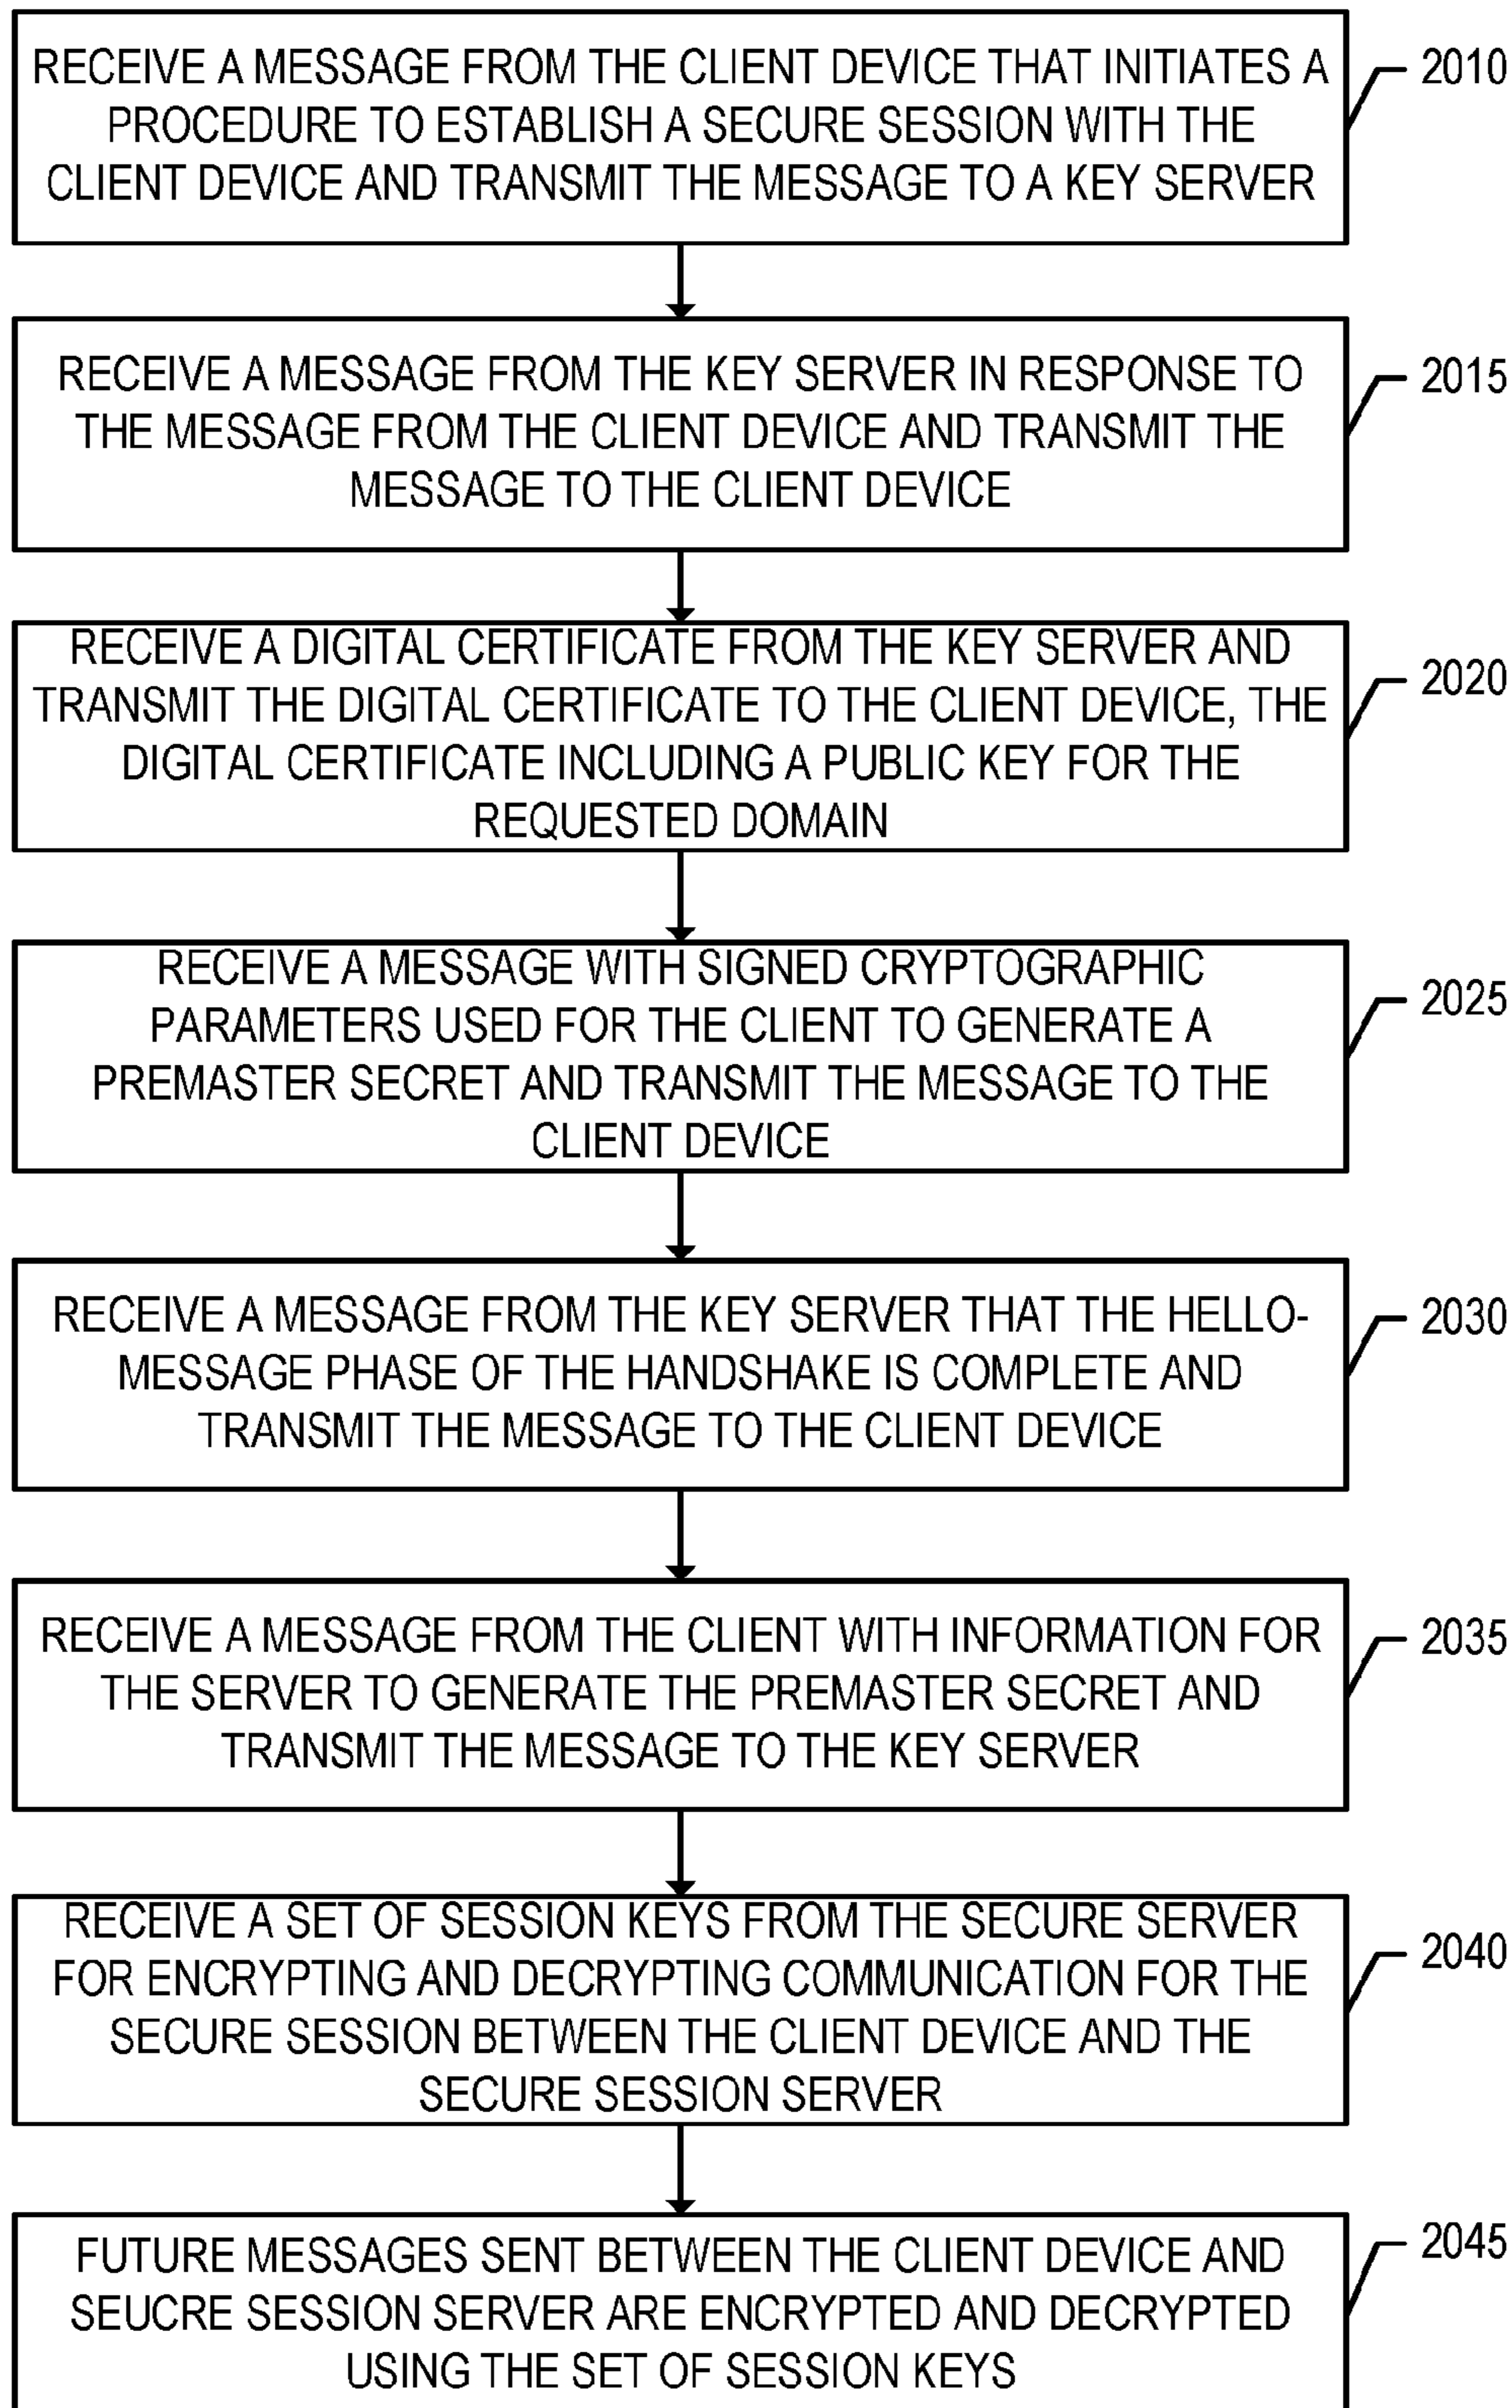 RECEIVE A MESSAGE FROM THE CLIENT DEVICE THAT INITIATES A
PROCEDURE TO ESTABLISH A SECURE SESSION WITH THE
CLIENT DEVICE AND TRANSMIT THE MESSAGE TO A KEY SERVER
2010
RECEIVE A MESSAGE FROM THE KEY SERVER IN RESPONSE TO
THE MESSAGE FROM THE CLIENT DEVICE AND TRANSMIT THE
MESSAGE TO THE CLIENT DEVICE
2015
RECEIVE A DIGITAL CERTIFICATE FROM THE KEY SERVER AND
TRANSMIT THE DIGITAL CERTIFICATE TO THE CLIENT DEVICE, THE
DIGITAL CERTIFICATE INCLUDING A PUBLIC KEY FOR THE
REQUESTED DOMAIN
2020
RECEIVE A MESSAGE WITH SIGNED CRYPTOGRAPHIC
PARAMETERS USED FOR THE CLIENT TO GENERATE A
PREMASTER SECRET AND TRANSMIT THE MESSAGE TO THE
CLIENT DEVICE
2025
RECEIVE A MESSAGE FROM THE KEY SERVER THAT THE HELLO-
MESSAGE PHASE OF THE HANDSHAKE IS COMPLETE AND
TRANSMIT THE MESSAGE TO THE CLIENT DEVICE
2030
RECEIVE A MESSAGE FROM THE CLIENT WITH INFORMATION FOR
THE SERVER TO GENERATE THE PREMASTER SECRET AND
TRANSMIT THE MESSAGE TO THE KEY SERVER
2035
RECEIVE A SET OF SESSION KEYS FROM THE SECURE SERVER
FOR ENCRYPTING AND DECRYPTING COMMUNICATION FOR THE
SECURE SESSION BETWEEN THE CLIENT DEVICE AND THE
SECURE SESSION SERVER
2040
FUTURE MESSAGES SENT BETWEEN THE CLIENT DEVICE AND
SEUCRE SESSION SERVER ARE ENCRYPTED AND DECRYPTED
USING THE SET OF SESSION KEYS
2045